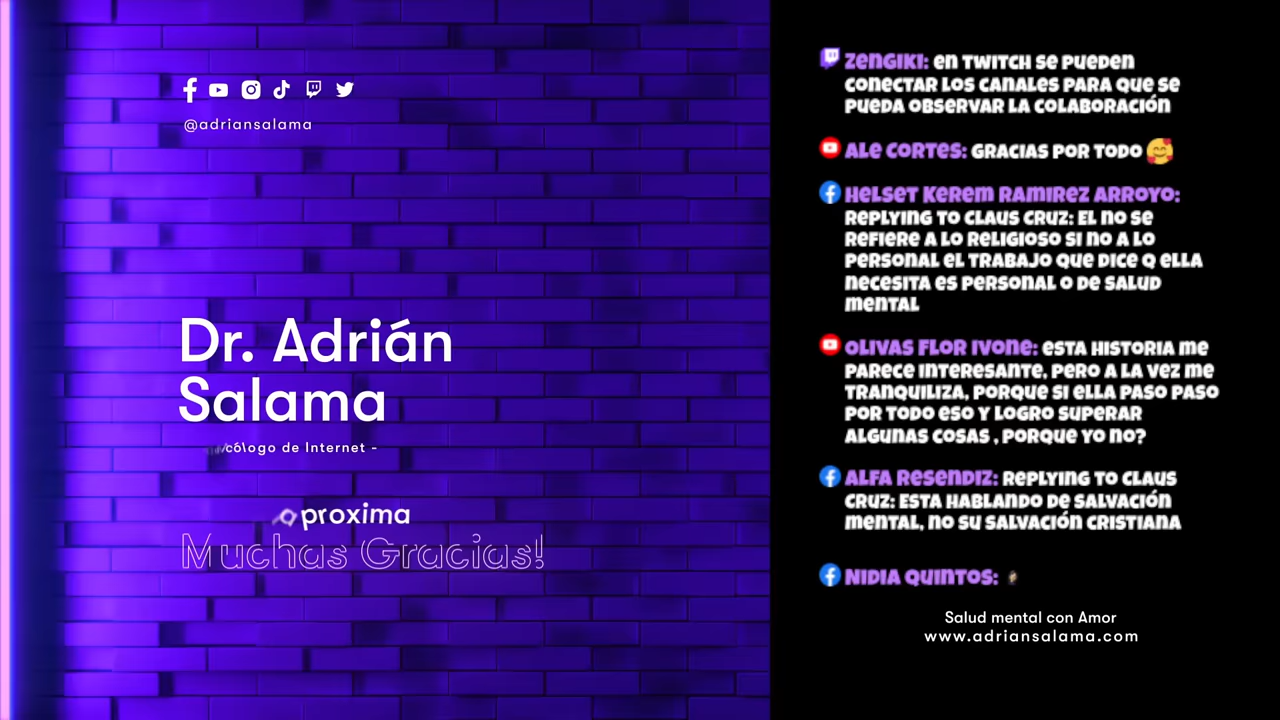 @adriansalama
Dr. Adrián
Salama
de Internet -
proxima
Muchas Gracias!
Zengiki: en Twitch se pueden
conectar los canales para que se
pueda observar la colaboración
Ale Cortes: Gracias por todo
Helset Kerem Ramirez Arroyo:
Replying to Claus Cruz: El no se
refiere a lo religioso si no a lo
personal el trabajo que dice q ella
necesita es personal o de salud
mental
Olivas Flor Ivone: esta historia me
parece interesante, pero a la vez me
tranquiliza, porque si ella paso paso
por todo eso y logro superar
algunas cosas , porque yo no?
Alfa Resendiz: Replying to Claus
Cruz: Esta hablando de salvación
mental, no su salvación cristiana
Nidia Quintos:
Salud mental con Amor
www.adriansalama.com